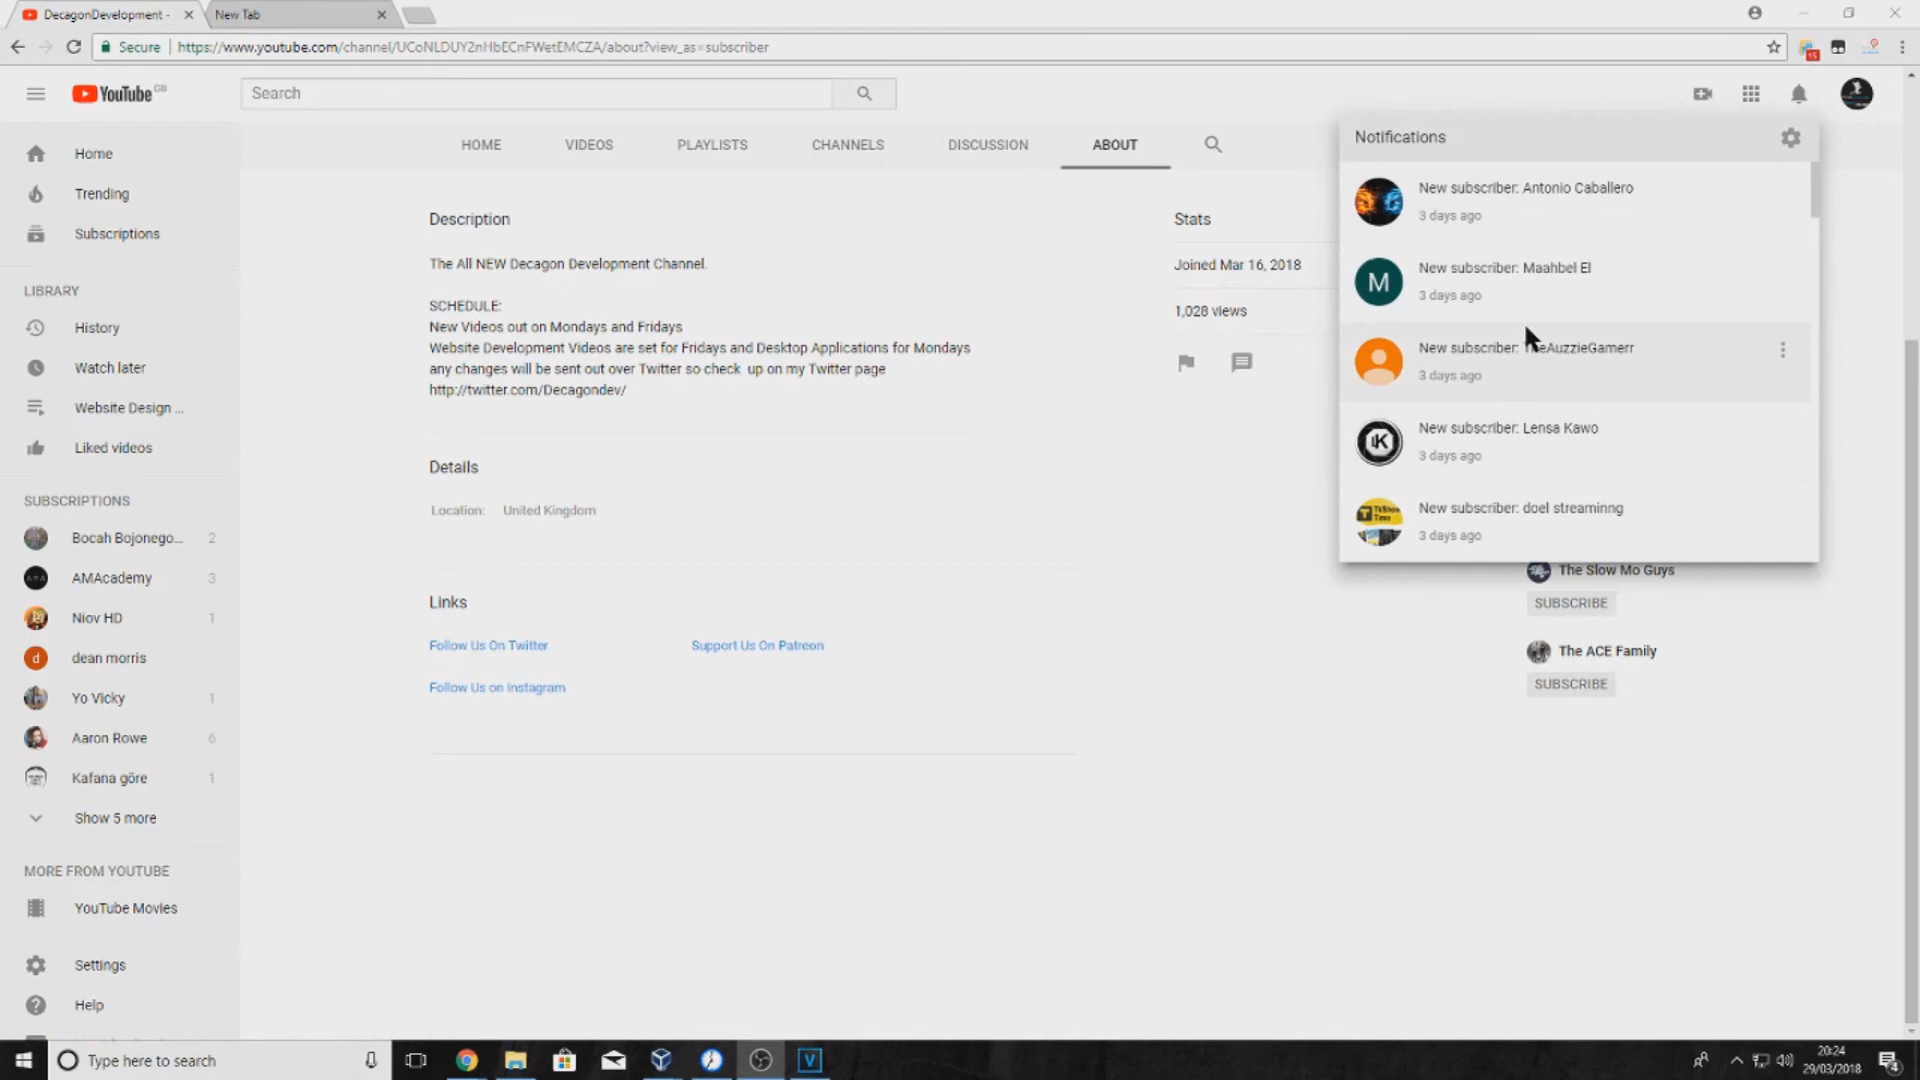 DecagonDevelopment -
New Tab
Secure
https://www.youtube.com/channel/UCoNLDUY2nHbECnFWetEMCZA/about?view_as=subscriber
15
YouTube GB
Search
HOME
VIDEOS
PLAYLISTS
CHANNELS
DISCUSSION
ABOUT
Home
Trending
Subscriptions
LIBRARY
History
Watch later
Website Design ...
Liked videos
SUBSCRIPTIONS
Bocah Bojonego... 2
AMAcademy 3
Niov HD 1
d dean morris
Yo Vicky 1
Aaron Rowe 6
Kafana göre 1
Show 5 more
MORE FROM YOUTUBE
YouTube Movies
Settings
Help
Description
The All NEW Decagon Development Channel.
SCHEDULE:
New Videos out on Mondays and Fridays
Website Development Videos are set for Fridays and Desktop Applications for Mondays
any changes will be sent out over Twitter so check up on my Twitter page
http://twitter.com/Decagondev/
Details
Location: United Kingdom
Links
Follow Us On Twitter
Support Us On Patreon
Follow Us on Instagram
Stats
Joined Mar 16, 2018
1,028 views
Notifications
New subscriber: Antonio Caballero
3 days ago
M
New subscriber: Maahbel El
3 days ago
New subscriber: TheAuzzieGamerr
3 days ago
New subscriber: Lensa Kawo
3 days ago
New subscriber: doel streaminng
3 days ago
The Slow Mo Guys
SUBSCRIBE
The ACE Family
SUBSCRIBE
Type here to search
V
20:24
29/03/2018
4